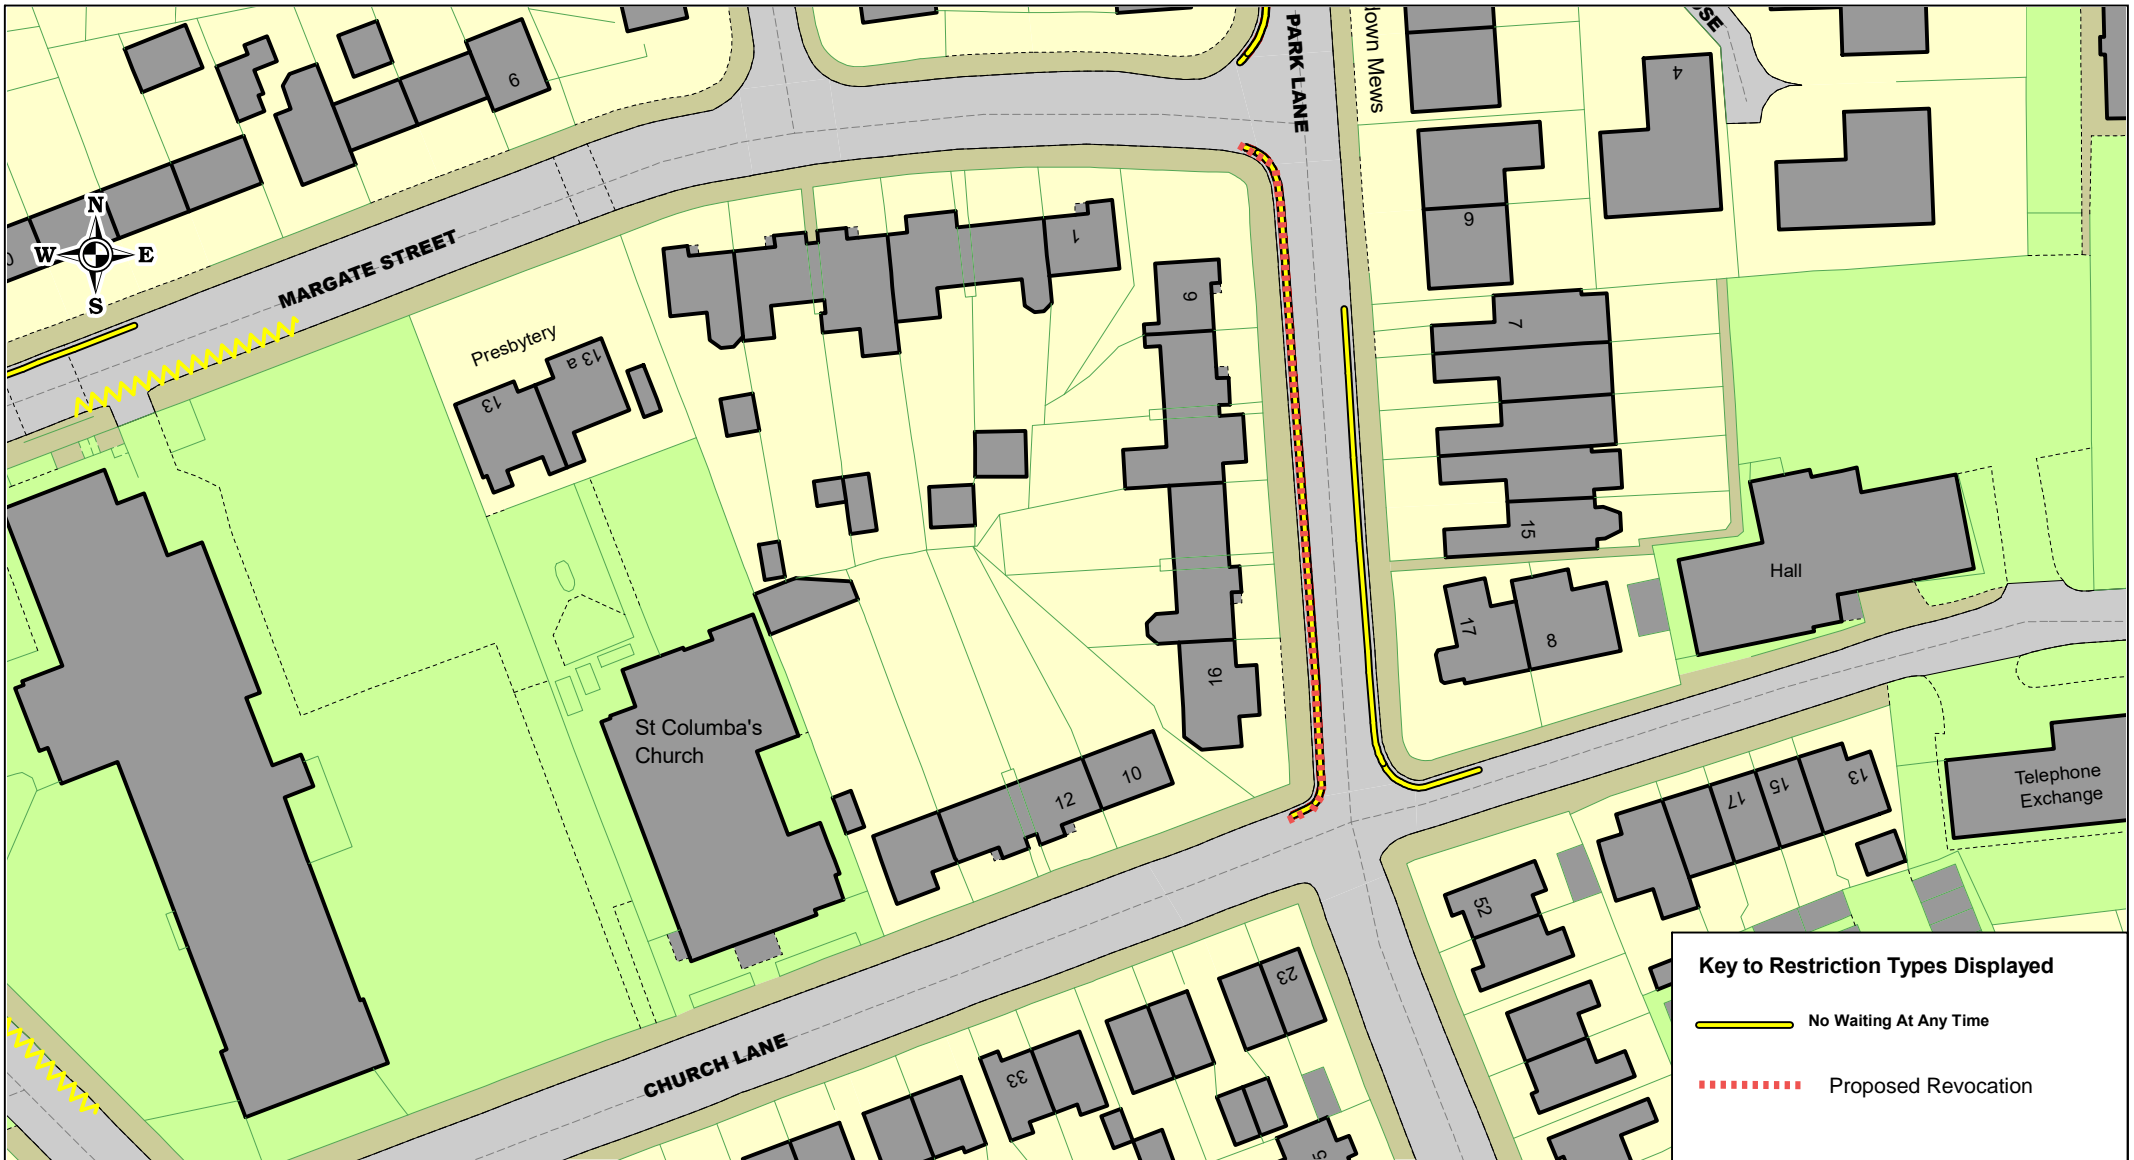 PARK LANE
down Mews
OSE
4
9
6
N
W
E
S
MARGATE STREET
1
9
7
Presbytery
13 a
13
15
Hall
17
8
16
St Columba's
Church
10
12
Telephone
Exchange
17
15
13
52
23
CHURCH LANE
33
Key to Restriction Types Displayed
No Waiting At Any Time
Proposed Revocation